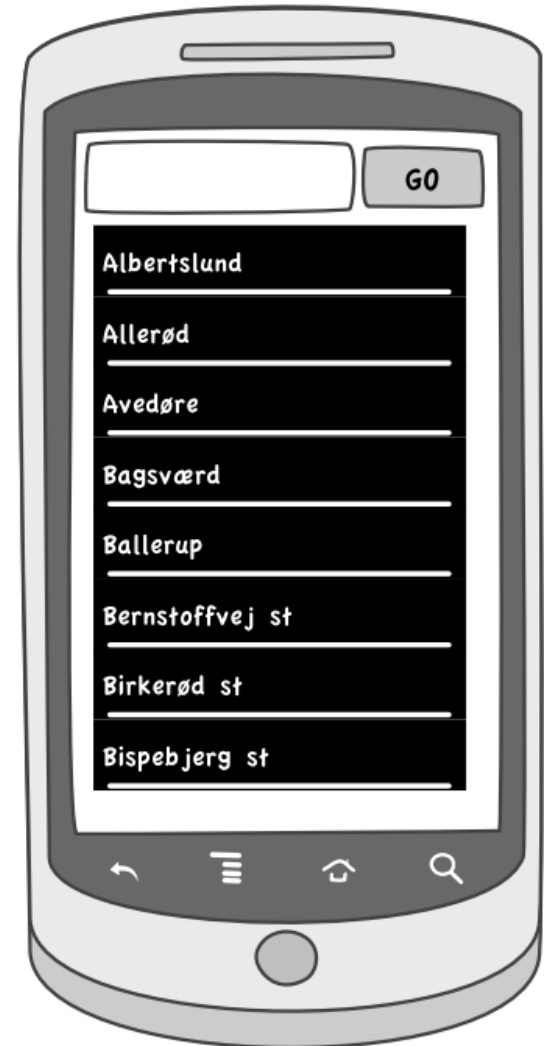 GO
Albertslund
Allerød
Avedøre
Bagsværd
Ballerup
Bernstoffvej st
Birkerød st
Bispebjerg st